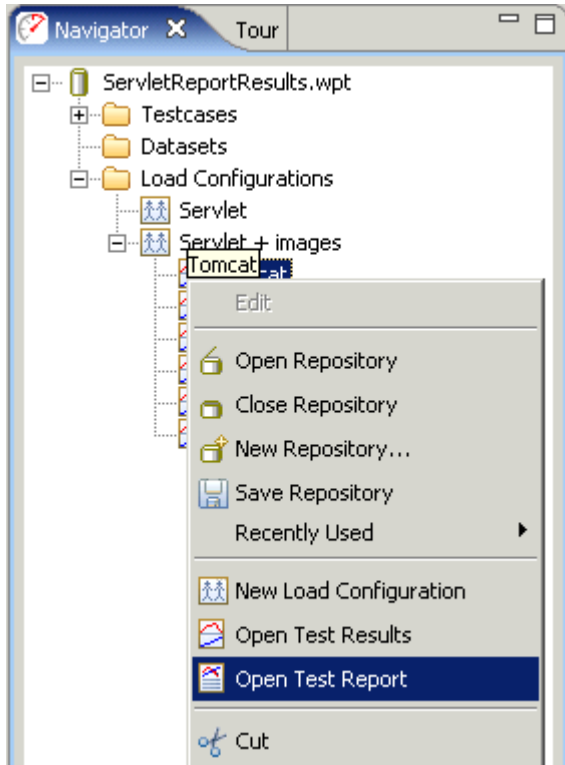 Navigator Tour
ServletReportResults.wpt
Testcases
Datasets
Load Configurations
Servlet
Servlet + images
Tomcat
Edit
Open Repository
Close Repository
New Repository...
Save Repository
Recently Used
New Load Configuration
Open Test Results
Open Test Report
Cut